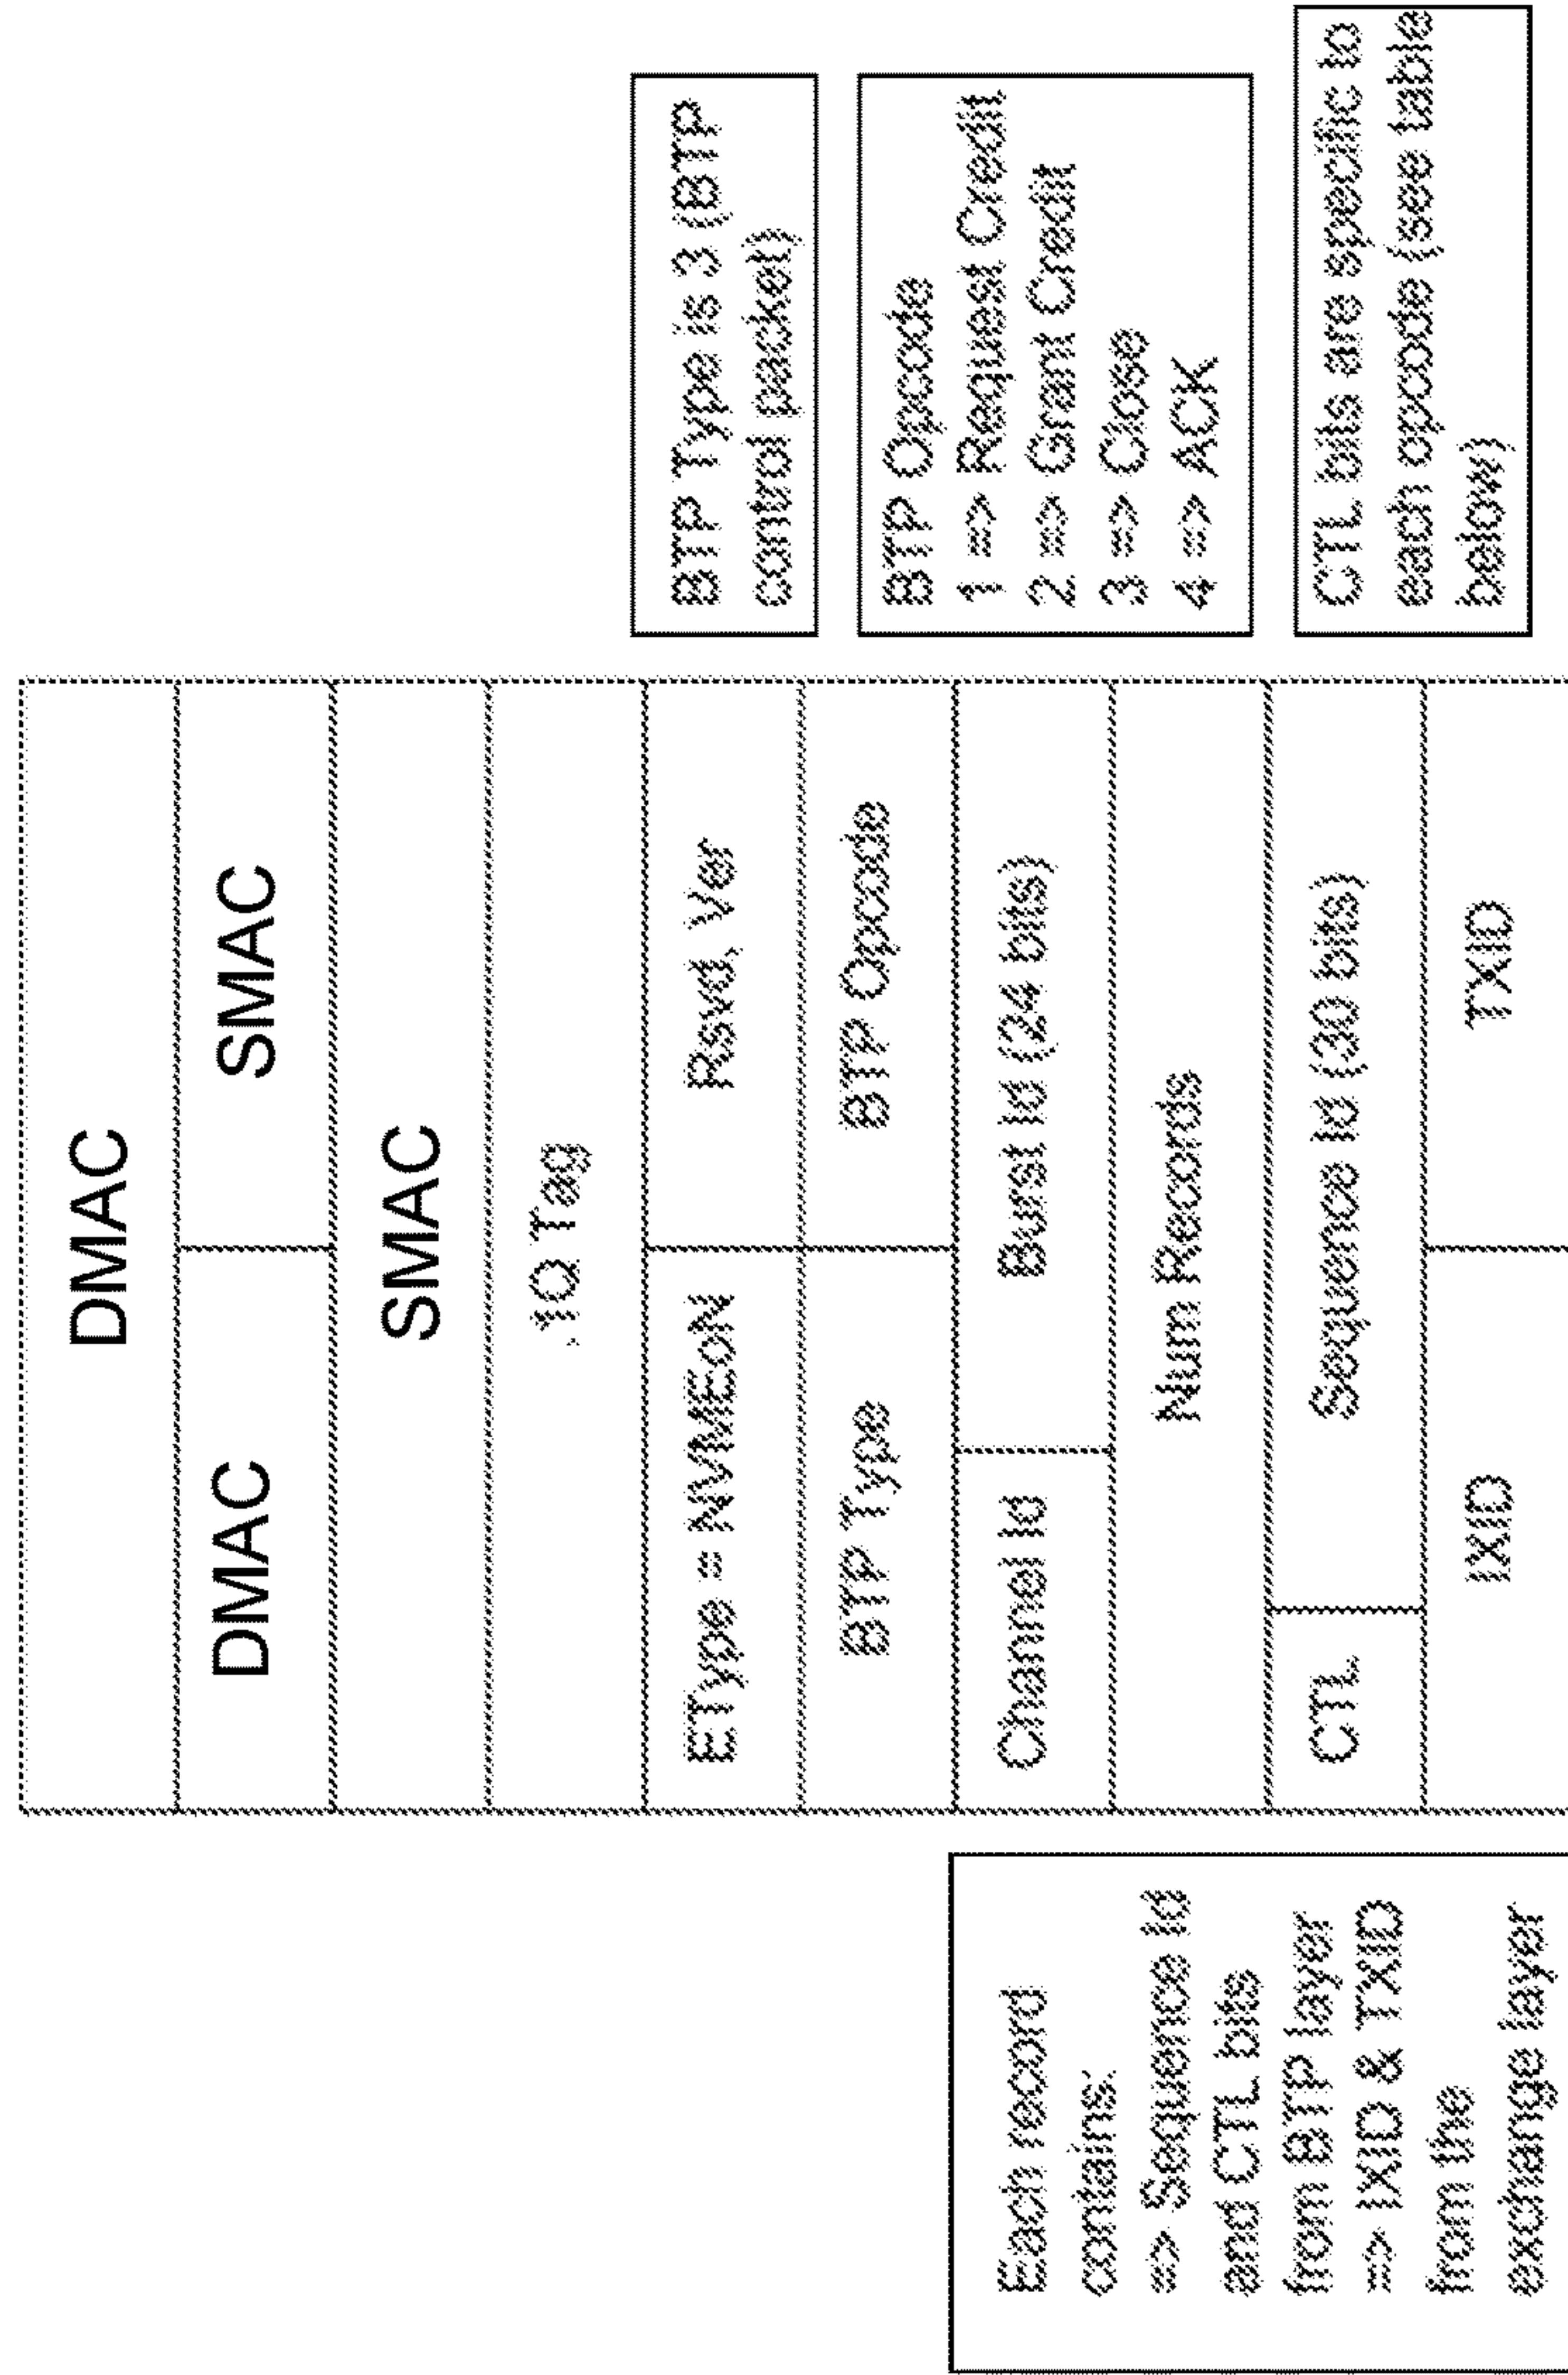 DMAC
DMAC
SMAC
SMAC
.1Q Tag
EType = NVMEoN
Rsvd, Ver
BTP Type
BTP Opcode
Channel Id
Burst Id (24 bits)
Num Records
CTL
Sequence Id (30 bits)
IXID
TXID
BTP Type is 3 (BTP
control packet)
BTP Opcode
1 => Request Credit
2 => Grant Credit
3 => Close
4 => ACK
CTL bits are specific to
each opcode (see table
below)
Each record
contains:
=> Sequence Id
and CTL bits
from BTP layer
=> IXID & TXID
from the
exchange layer